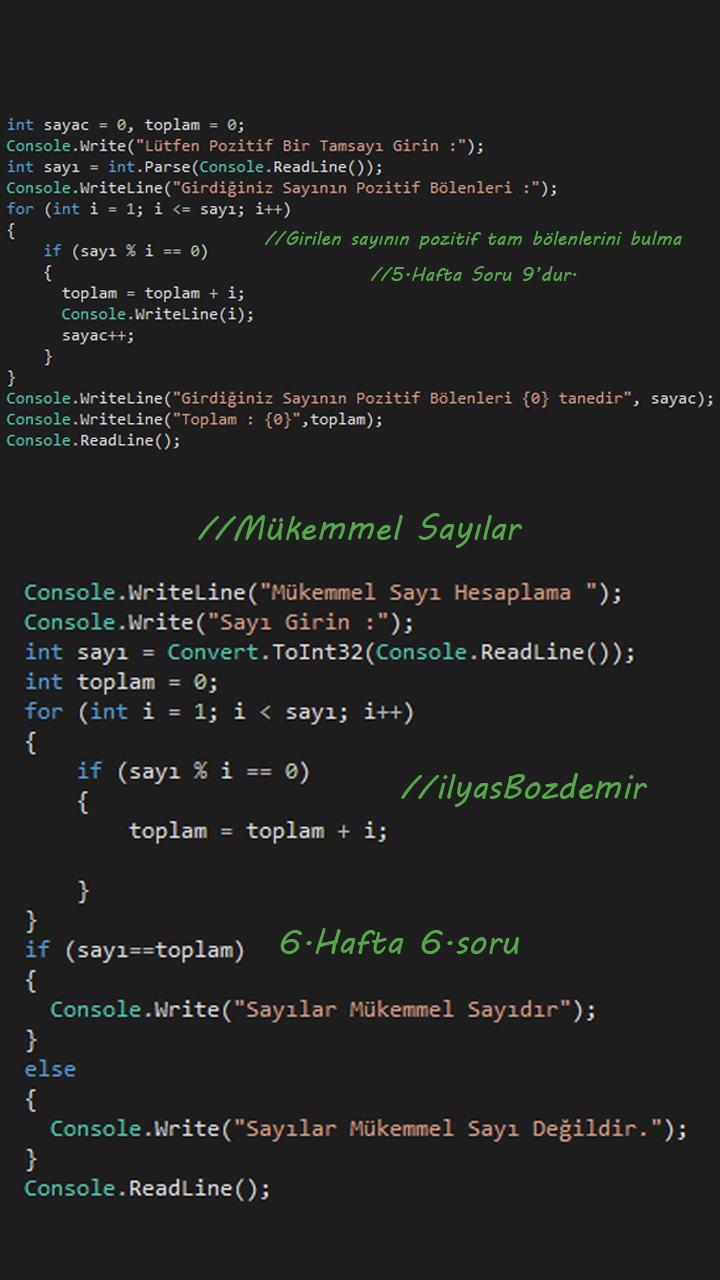 int sayac = 0, toplam = 0;
Console.Write("Lütfen Pozitif Bir Tamsayı Girin :");
int sayı = int.Parse(Console.ReadLine());
Console.WriteLine("Girdiğiniz Sayının Pozitif Bölenleri :");
for (int i = 1; i <= sayı; i++)
{
//Girilen sayının pozitif tam bölenlerini bulma
if (sayı % i == 0)
{
//5.Hafta Soru 9'dur.
toplam = toplam + i;
Console.WriteLine(i);
sayac++;
}
}
Console.WriteLine("Girdiğiniz Sayının Pozitif Bölenleri {0} tanedir", sayac);
Console.WriteLine("Toplam : {0}",toplam);
Console.ReadLine();
//Mükemmel Sayılar
Console.WriteLine("Mükemmel Sayı Hesaplama ");
Console.Write("Sayı Girin :");
int sayı = Convert.ToInt32(Console.ReadLine());
int toplam = 0;
for (int i = 1; i < sayı; i++)
{
if (sayı % i == 0)
//ilyasBozdemir
{
toplam = toplam + i;
}
}
if (sayı==toplam)
6.Hafta 6.soru
{
Console.Write("Sayılar Mükemmel Sayıdır");
}
else
{
Console.Write("Sayılar Mükemmel Sayı Değildir.");
}
Console.ReadLine();